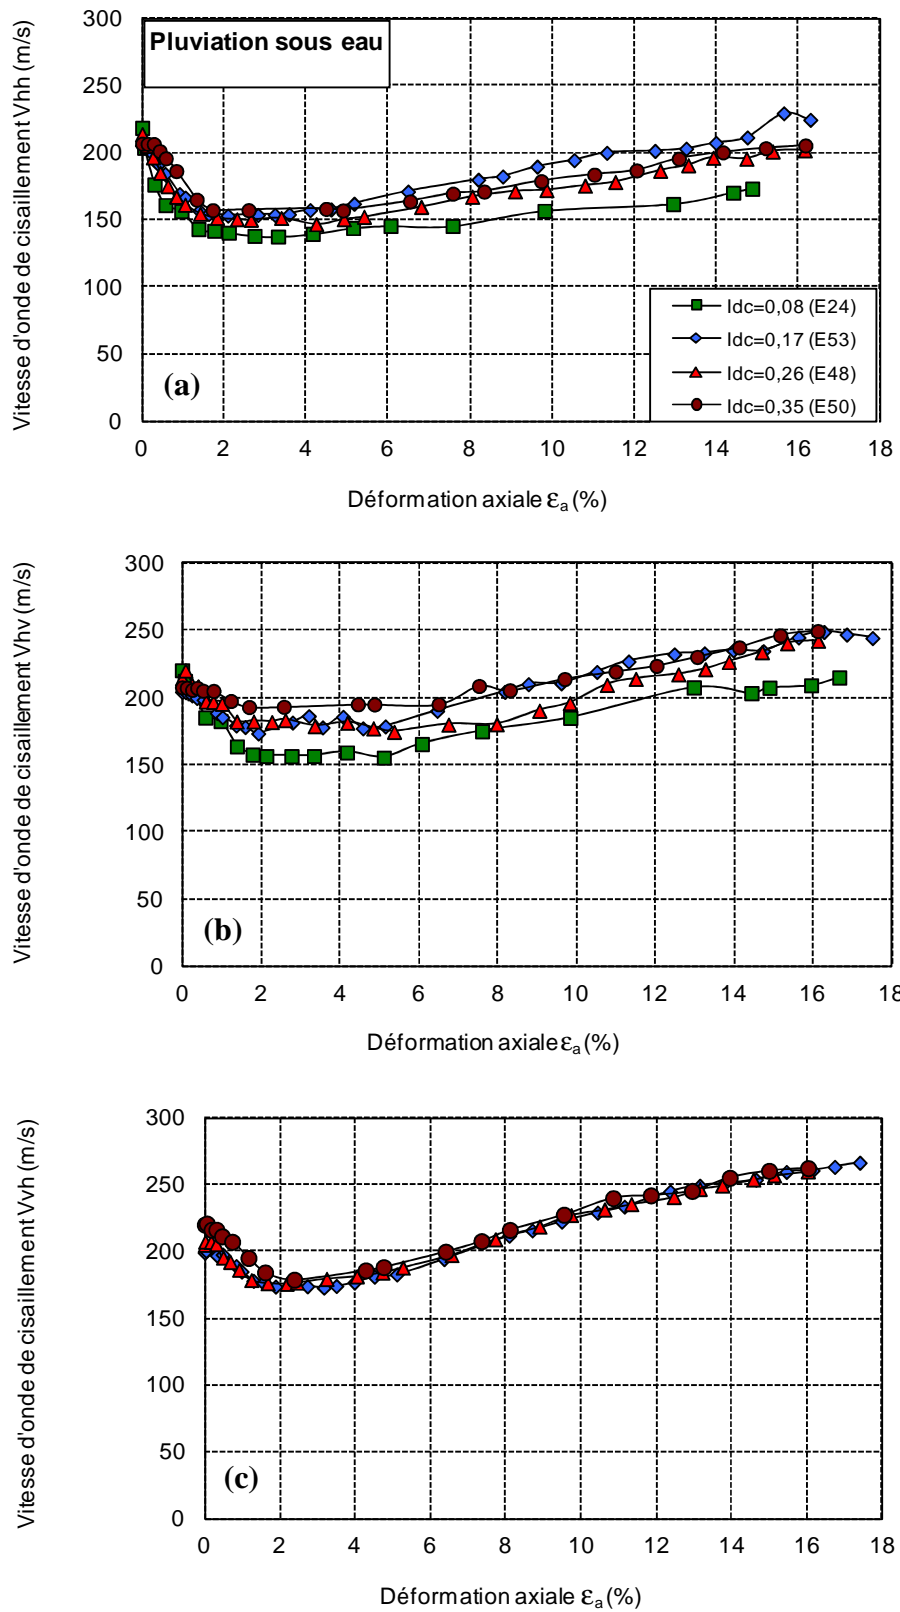 300
250
200
150
100
50
0
Vitesse d'onde de cisaillement Vhh (m/s)
Pluviation sous eau
(a)
Idc=0,08 (E24)
Idc=0,17 (E53)
Idc=0,26 (E48)
Idc=0,35 (E50)
0 2 4 6 8 10 12 14 16 18
Déformation axiale εa (%)
300
250
200
150
100
50
0
Vitesse d'onde de cisaillement Vhv (m/s)
(b)
0 2 4 6 8 10 12 14 16 18
Déformation axiale εa (%)
300
250
200
150
100
50
0
Vitesse d'onde de cisaillement Vvh (m/s)
(c)
0 2 4 6 8 10 12 14 16 18
Déformation axiale εa (%)